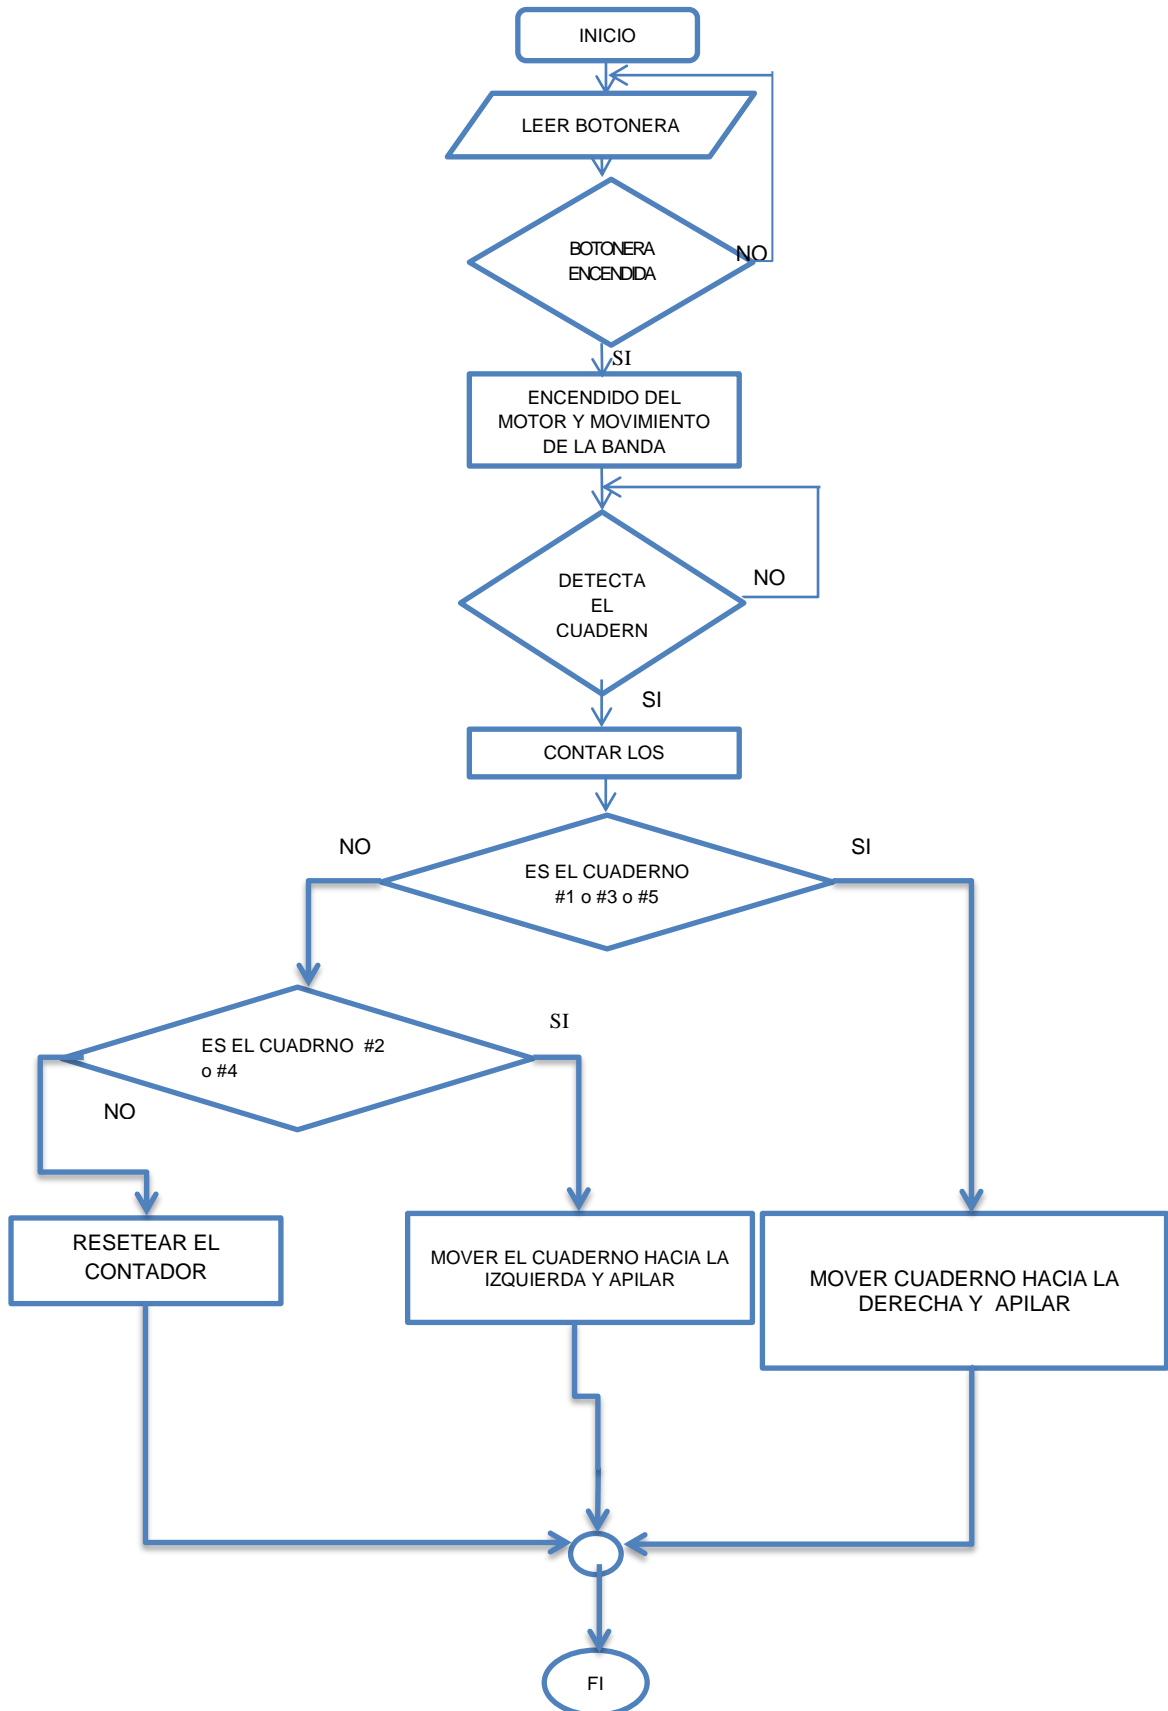 INICIO
LEER BOTONERA
BOTONERA
ENCENDIDA
NO
SI
ENCENDIDO DEL
MOTOR Y MOVIMIENTO
DE LA BANDA
DETECTA
EL
CUADERN
NO
SI
CONTAR LOS
NO
SI
ES EL CUADERNO
#1 o #3 o #5
SI
ES EL CUADRNO #2
o #4
NO
RESETEAR EL
CONTADOR
MOVER EL CUADERNO HACIA LA
IZQUIERDA Y APILAR
MOVER CUADERNO HACIA LA
DERECHA Y APILAR
FI